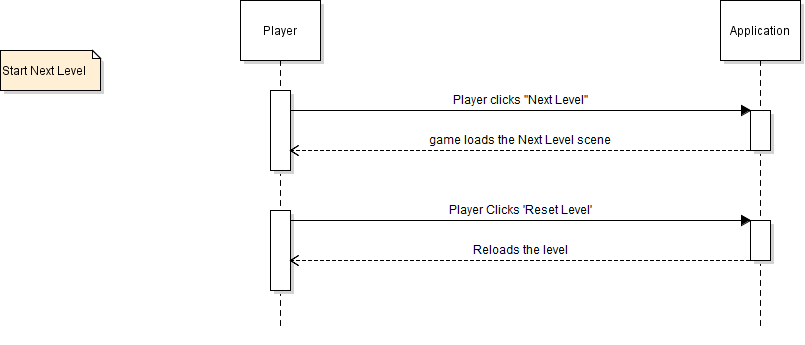 Player
Application
Start Next Level
Player clicks "Next Level"
game loads the Next Level scene
Player Clicks 'Reset Level'
Reloads the level